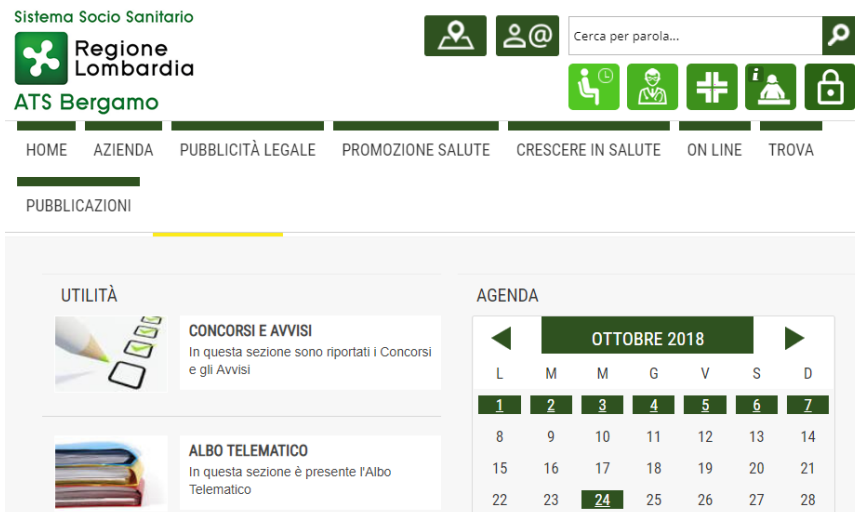 Sistema Socio Sanitario
Regione
Lombardia
ATS Bergamo
@
Cerca per parola...
i
HOME AZIENDA PUBBLICITÀ LEGALE PROMOZIONE SALUTE CRESCERE IN SALUTE ON LINE TROVA
PUBBLICAZIONI
UTILITÀ
CONCORSI E AVVISI
In questa sezione sono riportati i Concorsi
e gli Avvisi
ALBO TELEMATICO
In questa sezione è presente l'Albo
Telematico
AGENDA
OTTOBRE 2018
L M M G V S D
1 2 3 4 5 6 7
8 9 10 11 12 13 14
15 16 17 18 19 20 21
22 23 24 25 26 27 28